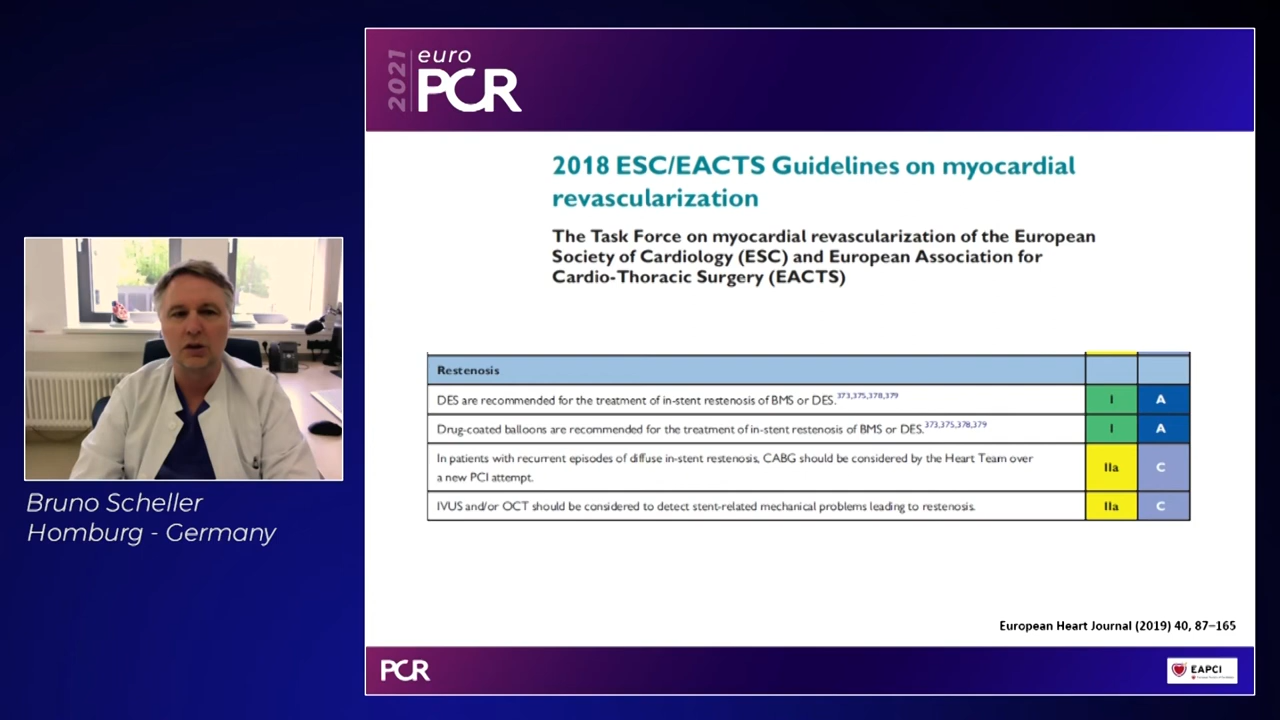 2021
euro
PCR
2018 ESC/EACTS Guidelines on myocardial
revascularization
The Task Force on myocardial revascularization of the European
Society of Cardiology (ESC) and European Association for
Cardio-Thoracic Surgery (EACTS)
Restenosis
DES are recommended for the treatment of in-stent restenosis of BMS or DES.373,375,378,379 I A
Drug-coated balloons are recommended for the treatment of in-stent restenosis of BMS or DES.373,375,378,379 I A
In patients with recurrent episodes of diffuse in-stent restenosis, CABG should be considered by the Heart Team over
a new PCI attempt. IIa C
IVUS and/or OCT should be considered to detect stent-related mechanical problems leading to restenosis. IIa C
Bruno Scheller
Homburg - Germany
European Heart Journal (2019) 40, 87–165
PCR
EAPCI